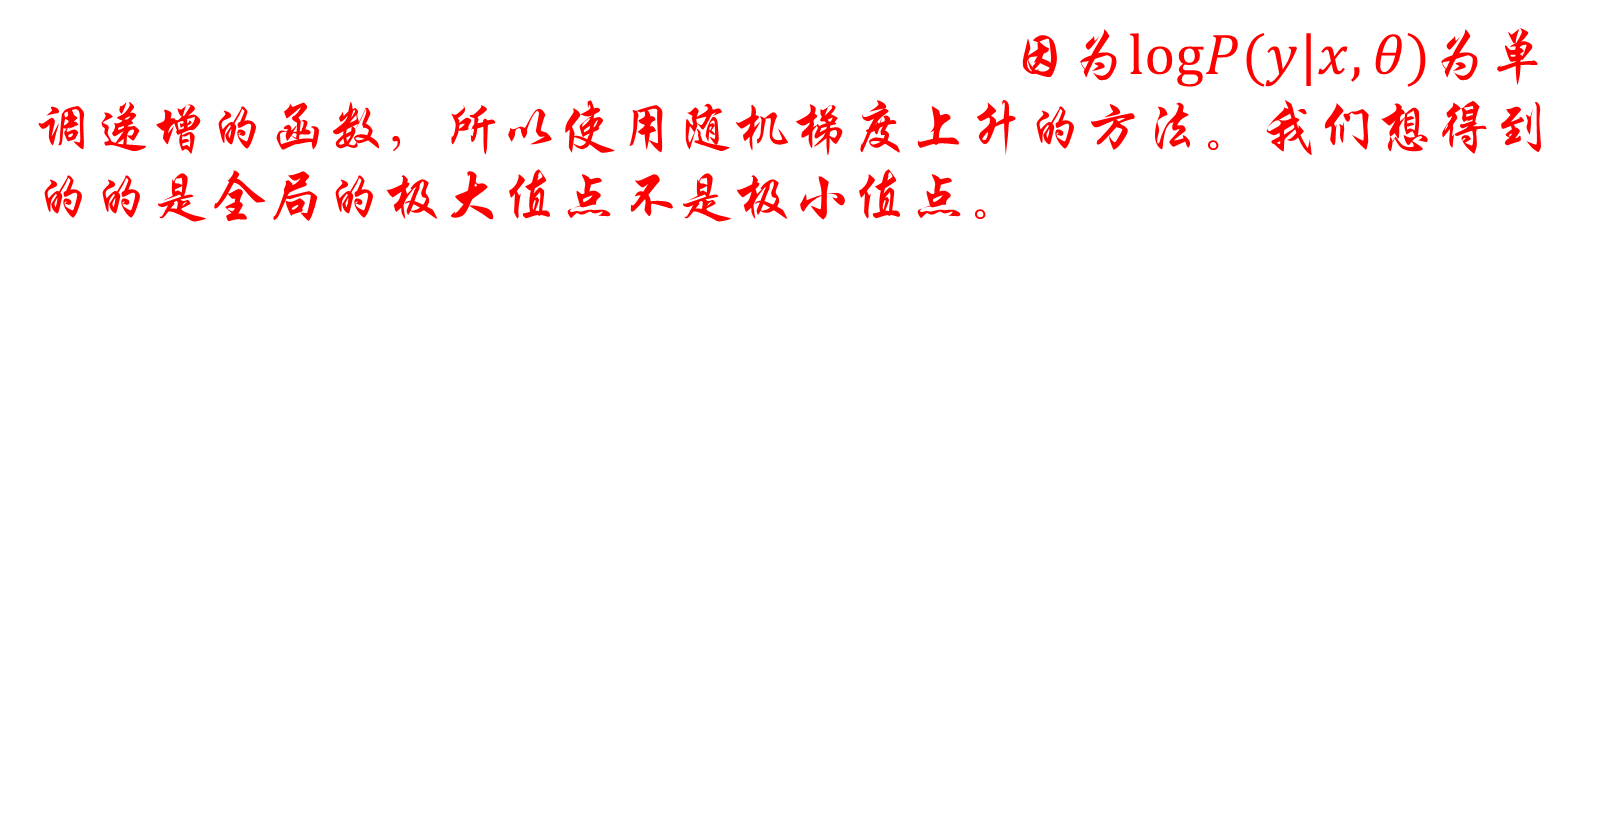 因为logP(y|x, θ)为单
调递增的函数，所以使用随机梯度上升的方法。我们想得到
的的是全局的极大值点不是极小值点。